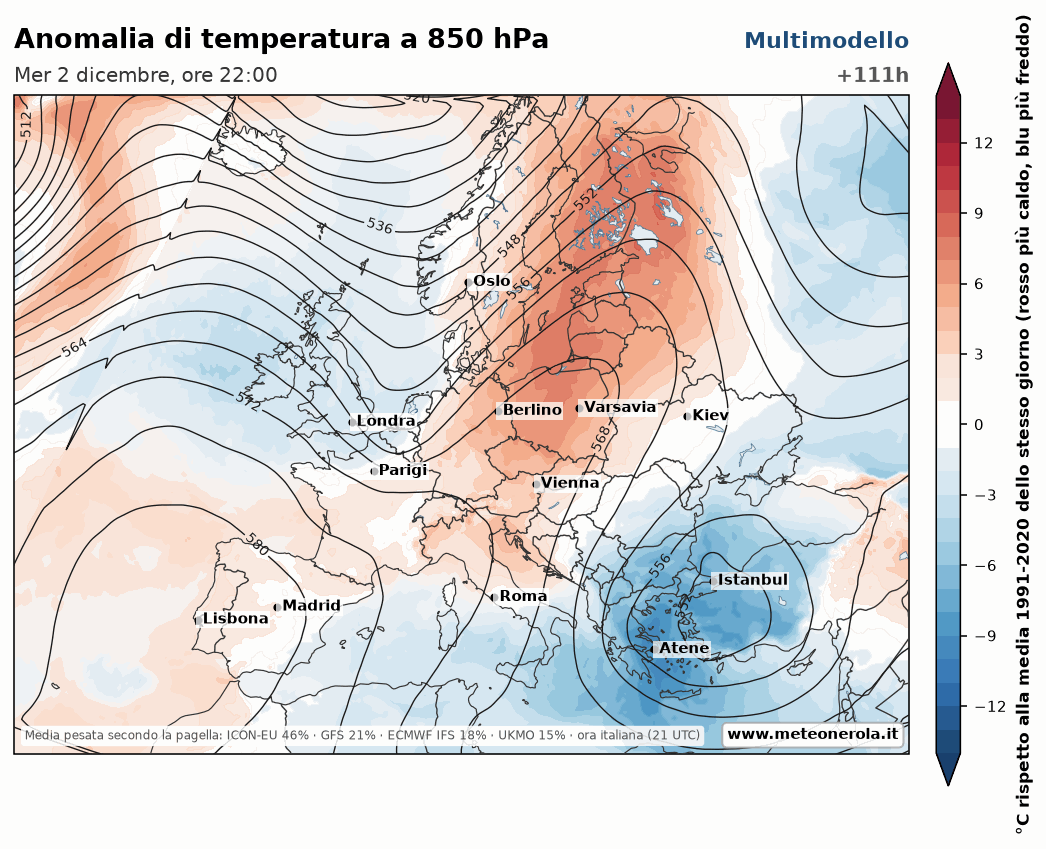 Anomalia di temperatura a 850 hPa
Multimodello
Mer 2 dicembre, ore 22:00
+111h
512
520
536
552
548
556
Oslo
564
572
Londra
Berlino
Varsavia
Kiev
568
Parigi
Vienna
580
556
Istanbul
Roma
Madrid
Lisbona
Atene
Media pesata secondo la pagella: ICON-EU 46% · GFS 21% · ECMWF IFS 18% · UKMO 15% · ora italiana (21 UTC)
www.meteonerola.it
12
9
6
3
0
−3
−6
−9
−12
°C rispetto alla media 1991-2020 dello stesso giorno (rosso più caldo, blu più freddo)